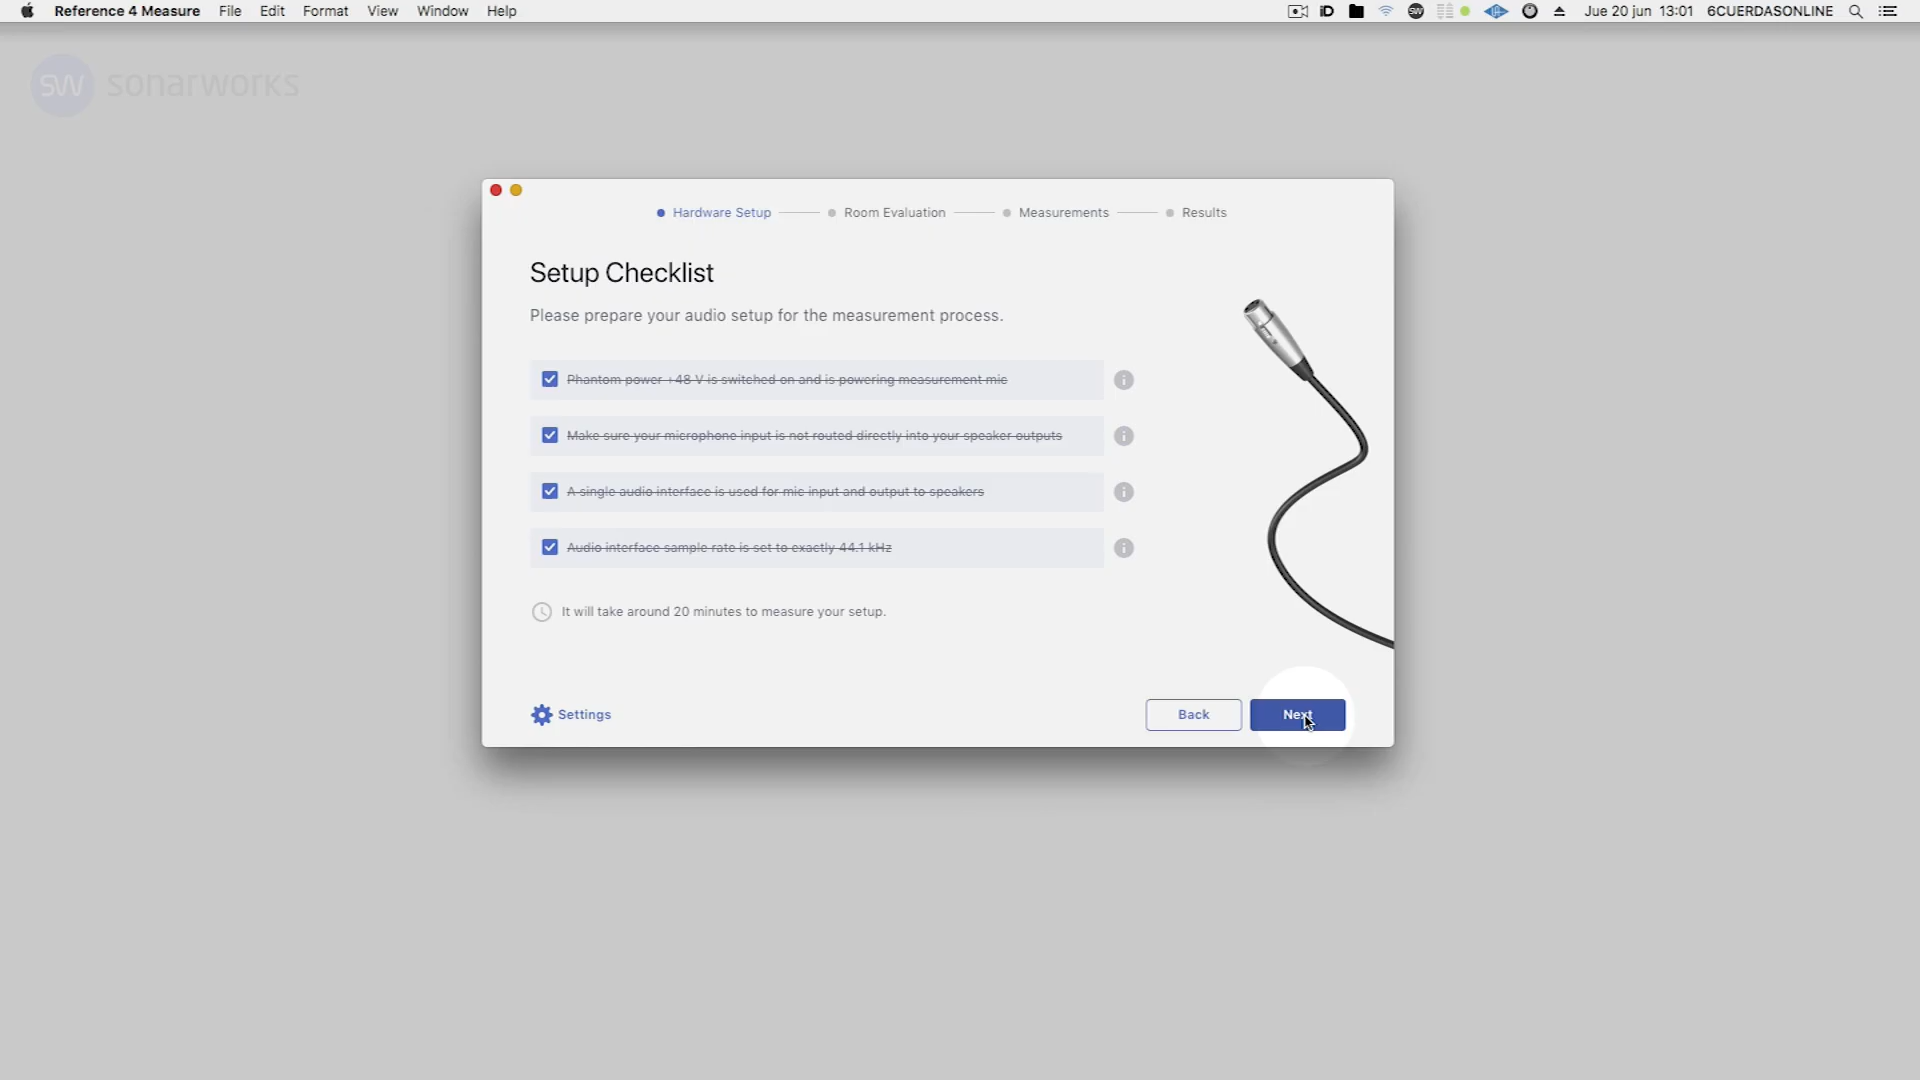 Reference 4 Measure File Edit Format View Window Help iD SW Jue 20 jun 13:01 6CUERDASONLINE
SW sonarworks
Hardware Setup Room Evaluation Measurements Results
Setup Checklist
Please prepare your audio setup for the measurement process.
Phantom power +48 V is switched on and is powering measurement mic
Make sure your microphone input is not routed directly into your speaker outputs
A single audio interface is used for mic input and output to speakers
Audio interface sample rate is set to exactly 44.1 kHz
It will take around 20 minutes to measure your setup.
Settings Back Next